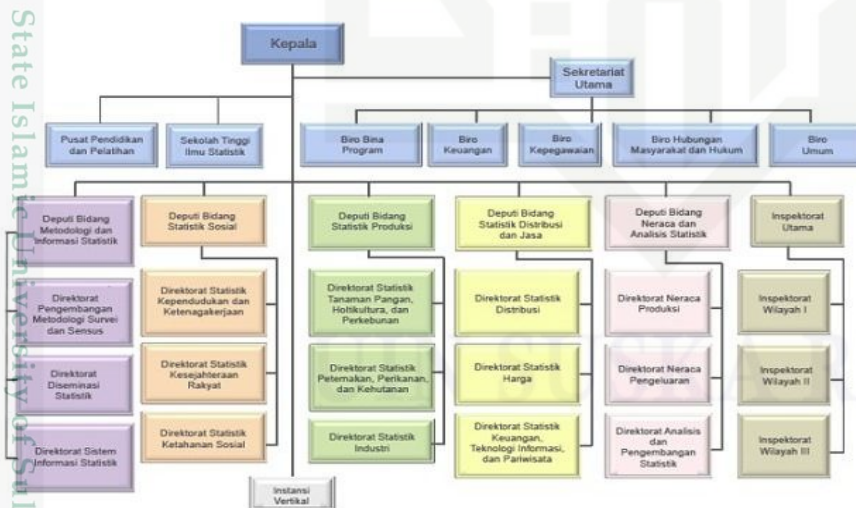 State Islamic University of Sul
Kepala
Sekretariat
Utama
Pusat Pendidikan
dan Pelatihan
Sekolah Tinggi
Ilmu Statistik
Biro Bina
Program
Biro
Keuangan
Biro
Kepegawaian
Biro Hubungan
Masyarakat dan Hukum
Biro
Umum
Deputi Bidang
Metodologi dan
Informasi Statistik
Deputi Bidang
Statistik Sosial
Deputi Bidang
Statistik Produksi
Deputi Bidang
Statistik Distribusi
dan Jasa
Deputi Bidang
Neraca dan
Analisis Statistik
Inspektorat
Utama
Direktorat
Pengembangan
Metodologi Survei
dan Sensus
Direktorat Statistik
Kependudukan dan
Ketenagakerjaan
Direktorat Statistik
Tanaman Pangan,
Holtikultura, dan
Perkebunan
Direktorat Statistik
Distribusi
Direktorat Neraca
Produksi
Inspektorat
Wilayah I
Direktorat
Diseminasi
Statistik
Direktorat Statistik
Kesejahteraan
Rakyat
Direktorat Statistik
Peternakan, Perikanan,
dan Kehutanan
Direktorat Statistik
Harga
Direktorat Neraca
Pengeluaran
Inspektorat
Wilayah II
Direktorat Sistem
Informasi Statistik
Direktorat Statistik
Ketahanan Sosial
Direktorat Statistik
Industri
Direktorat Statistik
Keuangan,
Teknologi Informasi,
dan Pariwisata
Direktorat Analisis
dan
Pengembangan
Statistik
Inspektorat
Wilayah III
Instansi
Vertikal